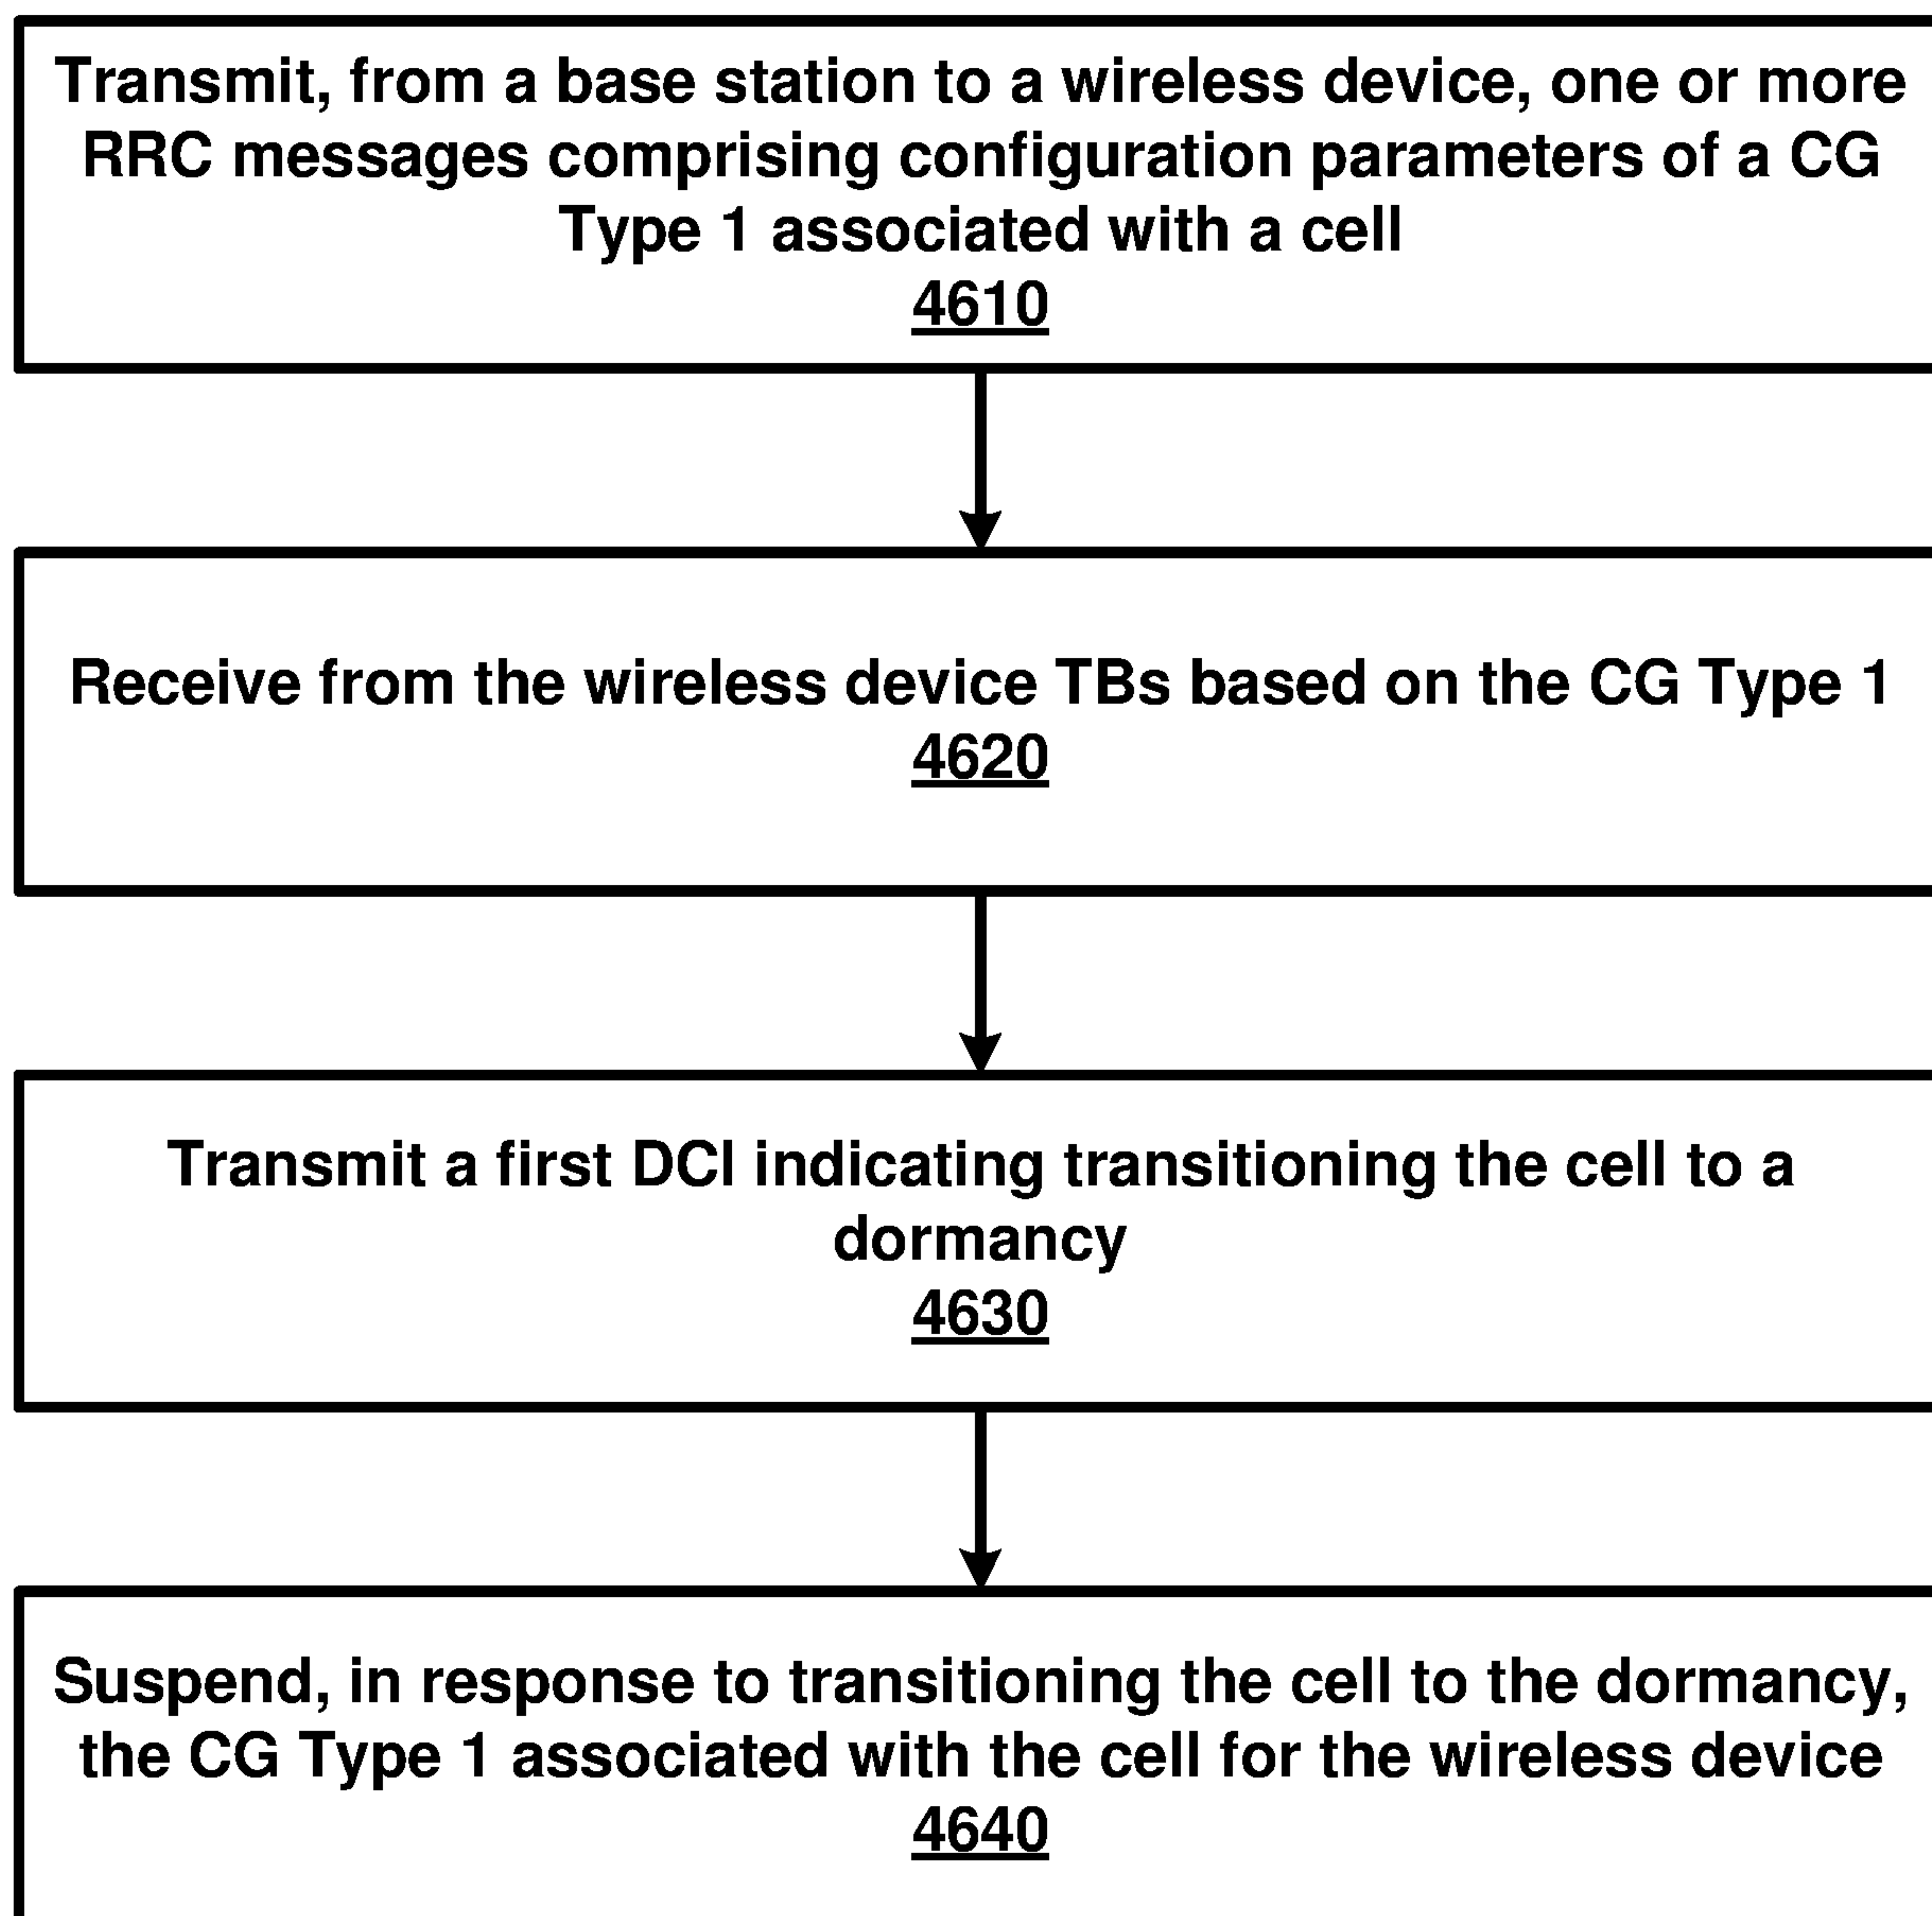 Transmit, from a base station to a wireless device, one or more
RRC messages comprising configuration parameters of a CG
Type 1 associated with a cell
4610
Receive from the wireless device TBs based on the CG Type 1
4620
Transmit a first DCI indicating transitioning the cell to a
dormancy
4630
Suspend, in response to transitioning the cell to the dormancy,
the CG Type 1 associated with the cell for the wireless device
4640